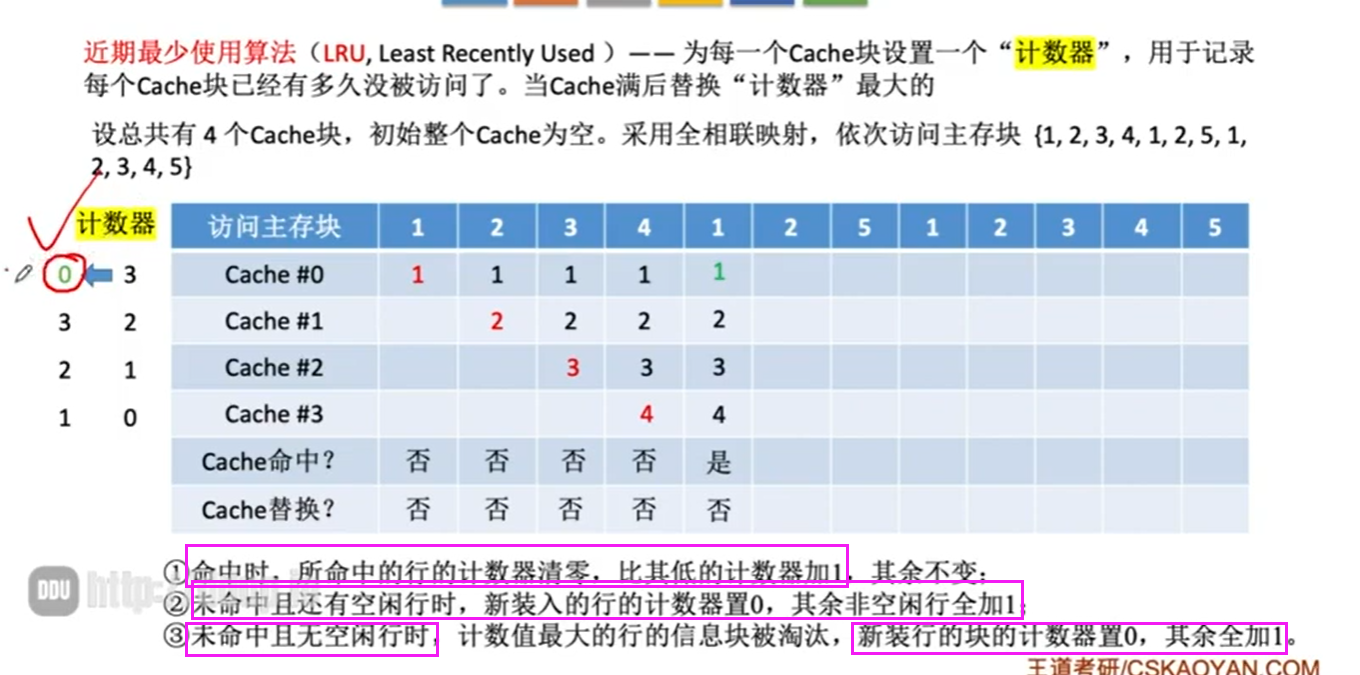 近期最少使用算法（LRU, Least Recently Used ）—— 为每一个Cache块设置一个“计数器”，用于记录
每个Cache块已经有多久没被访问了。当Cache满后替换“计数器”最大的
设总共有 4 个Cache块，初始整个Cache为空。采用全相联映射，依次访问主存块 {1, 2, 3, 4, 1, 2, 5, 1,
2, 3, 4, 5}
计数器 访问主存块 1 2 3 4 1 2 5 1 2 3 4 5
0 3 Cache #0 1 1 1 1 1
3 2 Cache #1 2 2 2 2
2 1 Cache #2 3 3 3
1 0 Cache #3 4 4
Cache命中？ 否 否 否 否 是
Cache替换？ 否 否 否 否 否
①命中时，所命中的行的计数器清零，比其低的计数器加1，其余不变；
②未命中且还有空闲行时，新装入的行的计数器置0，其余非空闲行全加1；
③未命中且无空闲行时，计数值最大的行的信息块被淘汰，新装行的块的计数器置0，其余全加1。
DDU
王道考研/CSKAOYAN.COM